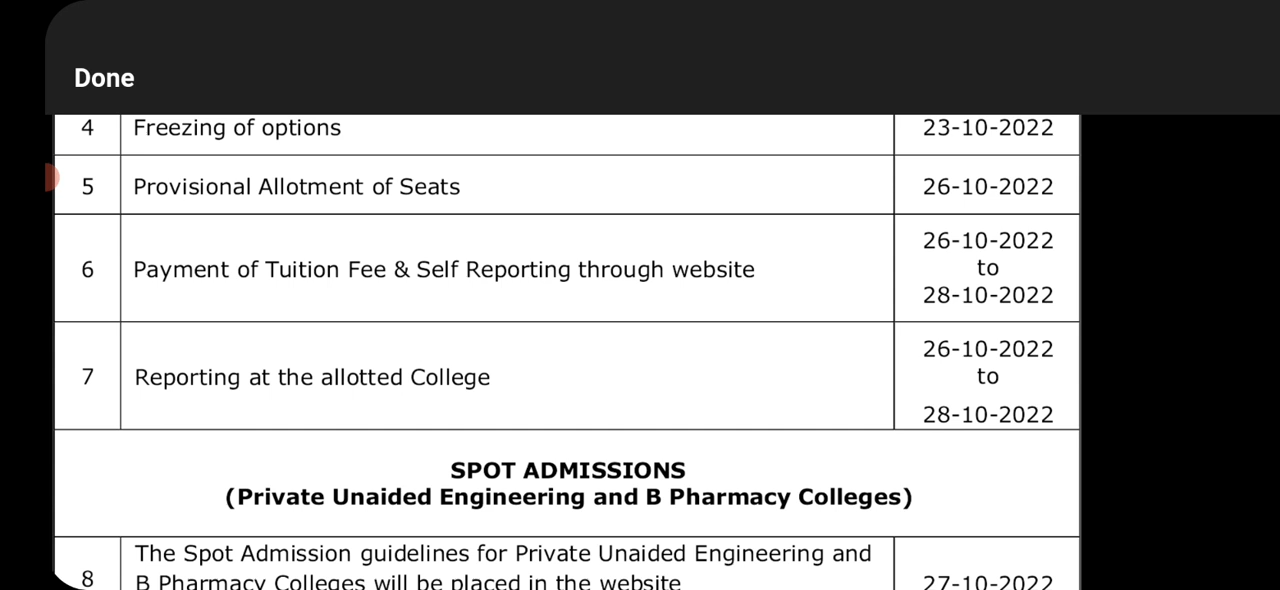 Done
4 Freezing of options 23-10-2022
5 Provisional Allotment of Seats 26-10-2022
26-10-2022
6 Payment of Tuition Fee & Self Reporting through website to
28-10-2022
26-10-2022
7 Reporting at the allotted College to
28-10-2022
SPOT ADMISSIONS
(Private Unaided Engineering and B Pharmacy Colleges)
The Spot Admission guidelines for Private Unaided Engineering and
8 B Pharmacy Colleges will be placed in the website 27-10-2022